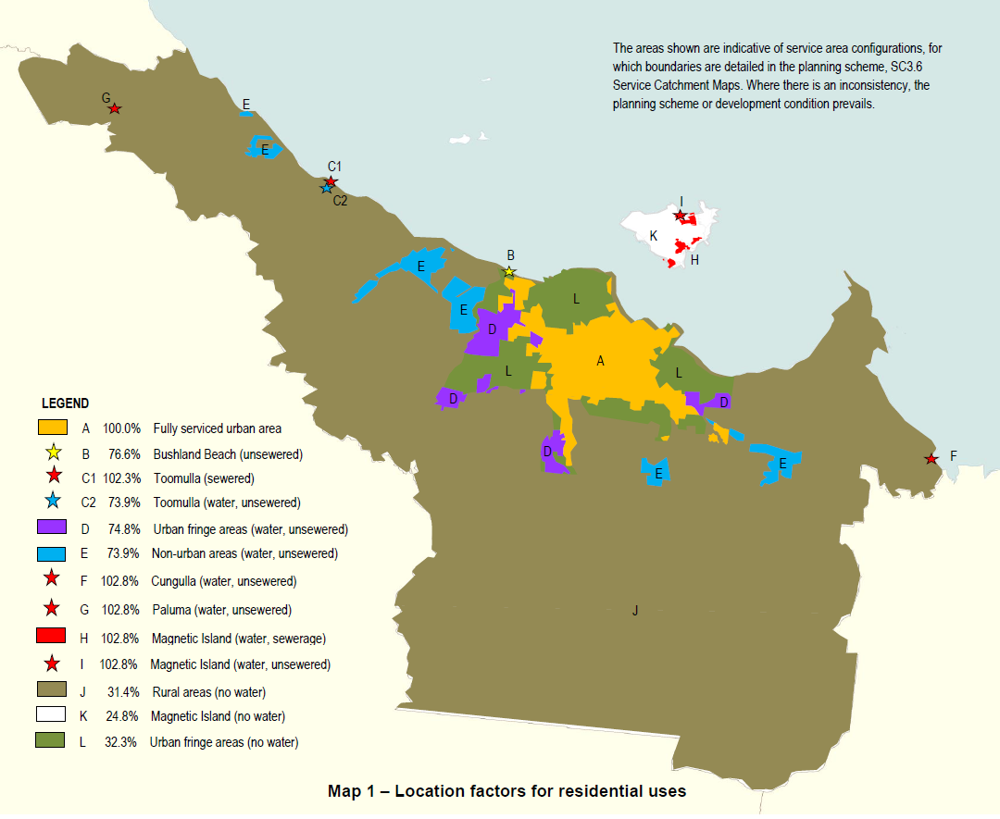 The areas shown are indicative of service area configurations, for
which boundaries are detailed in the planning scheme, SC3.6
Service Catchment Maps. Where there is an inconsistency, the
planning scheme or development condition prevails.
G
E
E
C1
C2
I
K
H
B
E
E
L
D
A
L
L
D
D
D
E
E
F
J
LEGEND
A 100.0% Fully serviced urban area
B 76.6% Bushland Beach (unsewered)
C1 102.3% Toomulla (sewered)
C2 73.9% Toomulla (water, unsewered)
D 74.8% Urban fringe areas (water, unsewered)
E 73.9% Non-urban areas (water, unsewered)
F 102.8% Cungulla (water, unsewered)
G 102.8% Paluma (water, unsewered)
H 102.8% Magnetic Island (water, sewerage)
I 102.8% Magnetic Island (water, unsewered)
J 31.4% Rural areas (no water)
K 24.8% Magnetic Island (no water)
L 32.3% Urban fringe areas (no water)
Map 1 – Location factors for residential uses